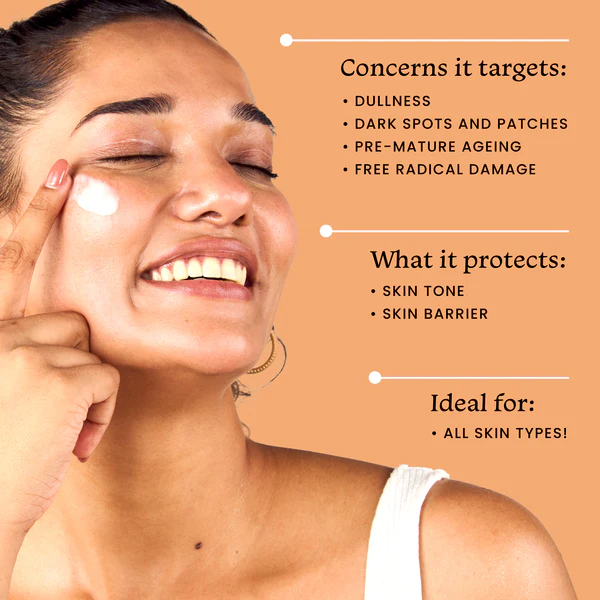 Concerns it targets:
• DULLNESS
• DARK SPOTS AND PATCHES
• PRE-MATURE AGEING
• FREE RADICAL DAMAGE
What it protects:
• SKIN TONE
• SKIN BARRIER
Ideal for:
• ALL SKIN TYPES!